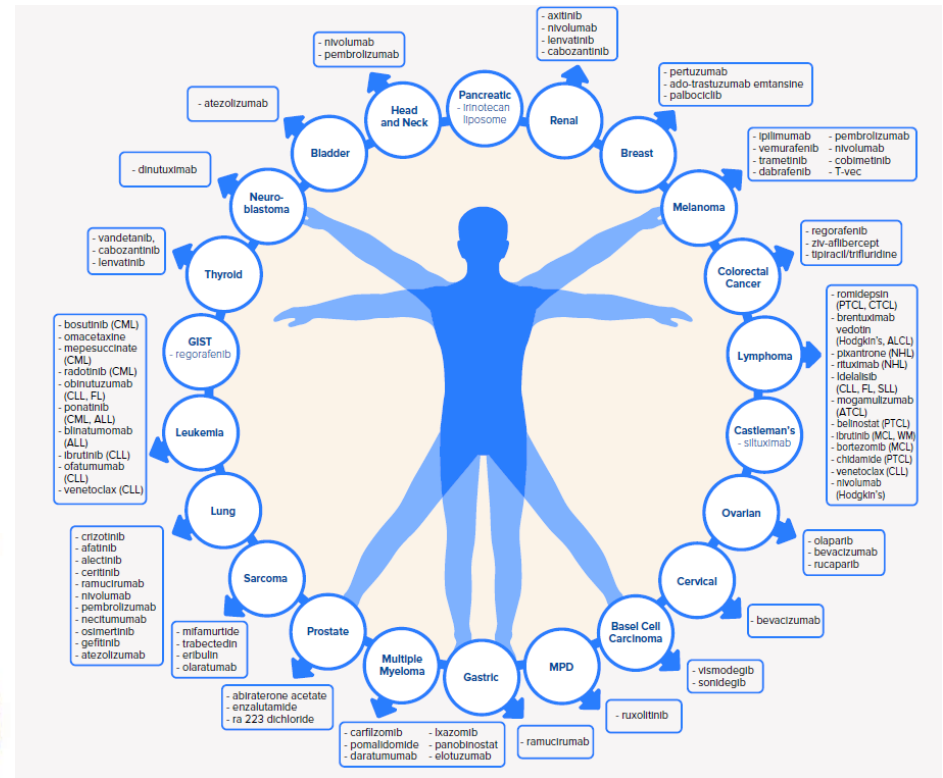 - axitinib
- nivolumab
- lenvatinib
- cabozantinib
- nivolumab
- pembrolizumab
Pancreatic
- Irinotecan
liposome
Head
and Neck
Renal
- pertuzumab
- ado-trastuzumab emtansine
- palbociclib
- atezolizumab
Bladder
Breast
- ipilimumab
- vemurafenib
- trametinib
- dabrafenib
- pembrolizumab
- nivolumab
- cobimetinib
- T-vec
- dinutuximab
Neuro-
blastoma
Melanoma
- vandetanib,
- cabozantinib
- lenvatinib
Thyroid
Colorectal
Cancer
- regorafenib
- ziv-aflibercept
- tipiracil/trifluridine
GIST
- regorafenib
Lymphoma
- romidepsin
(PTCL, CTCL)
- brentuximab
vedotin
(Hodgkin's, ALCL)
- pixantrone (NHL)
- rituximab (NHL)
- Idelalisib
(CLL, FL, SLL)
- mogamulizumab
(ATCL)
- belinostat (PTCL)
- ibrutinib (MCL, WM)
- bortezomib (MCL)
- chidamide (PTCL)
- venetoclax (CLL)
- nivolumab
(Hodgkin's)
- bosutinib (CML)
- omacetaxine
- mepesuccinate
(CML)
- radotinib (CML)
- obinutuzumab
(CLL, FL)
- ponatinib
(CML, ALL)
- blinatumomab
(ALL)
- ibrutinib (CLL)
- ofatumumab
(CLL)
- venetoclax (CLL)
Leukemia
Castleman's
- siltuximab
Lung
Ovarian
- crizotinib
- afatinib
- alectinib
- ceritinib
- ramucirumab
- nivolumab
- pembrolizumab
- necitumumab
- osimertinib
- gefitinib
- atezolizumab
- olaparib
- bevacizumab
- rucaparib
Sarcoma
Cervical
- mifamurtide
- trabectedin
- eribulin
- olaratumab
- bevacizumab
Prostate
Basel Cell
Carcinoma
- abiraterone acetate
- enzalutamide
- ra 223 dichloride
- vismodegib
- sonidegib
Multiple
Myeloma
Gastric
MPD
- carfilzomib
- pomalidomide
- daratumumab
- Ixazomib
- panobinostat
- elotuzumab
- ramucirumab
- ruxolitinib